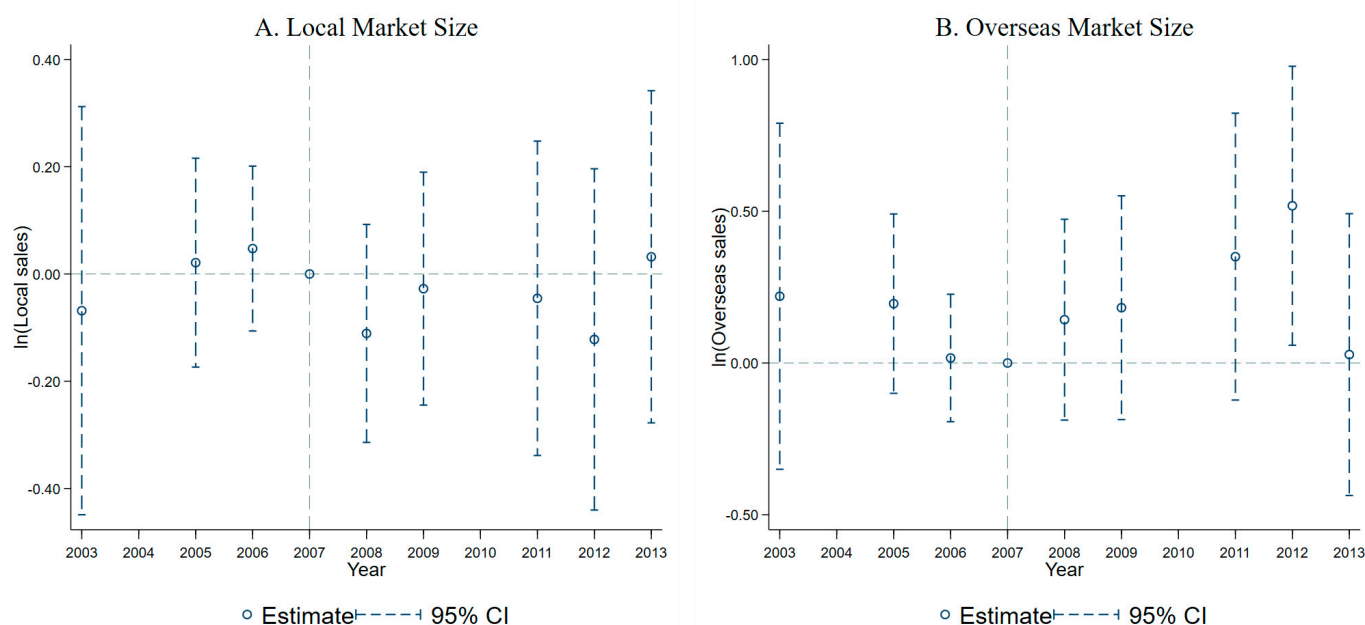 A. Local Market Size
ln(Local sales)
0.40
0.20
0.00
-0.20
-0.40
2003 2004 2005 2006 2007 2008 2009 2010 2011 2012 2013
Year
Estimate 95% CI
B. Overseas Market Size
ln(Overseas sales)
1.00
0.50
0.00
-0.50
2003 2004 2005 2006 2007 2008 2009 2010 2011 2012 2013
Year
Estimate 95% CI